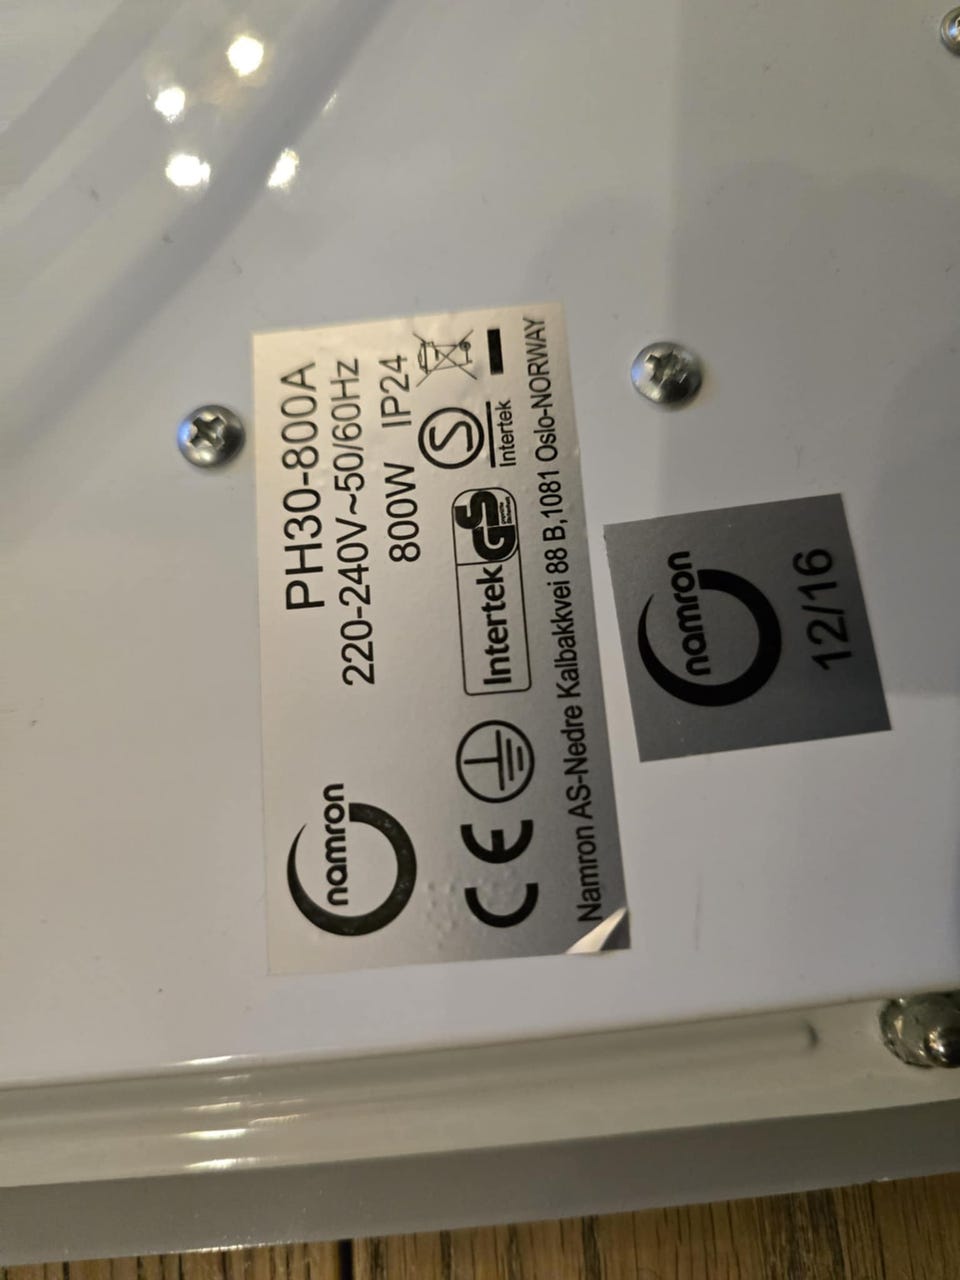 namron
PH30-800A
220-240V~50/60Hz
800W IP24
CE
Intertek
GS
S
Intertek
Namron AS-Nedre Kalbakkvei 88 B,1081 Oslo-NORWAY
namron
12/16